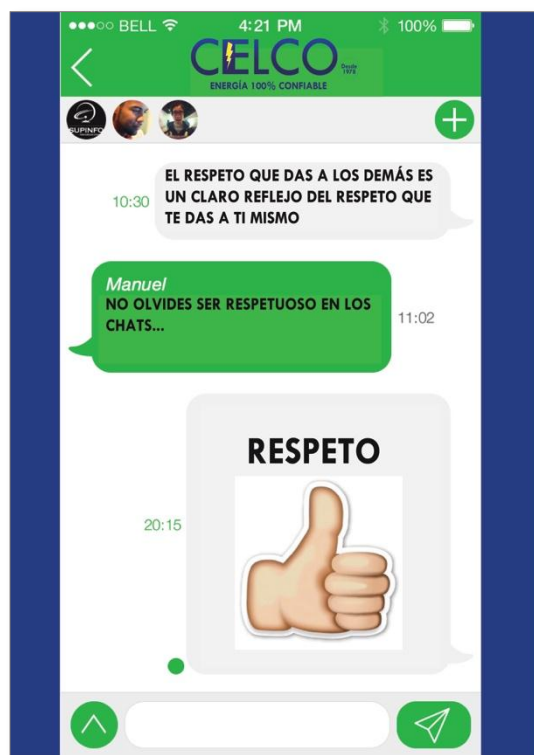 BELL
4:21 PM
100%
CELCO
Desde
1978
ENERGÍA 100% CONFIABLE
SUPINFO
EL RESPETO QUE DAS A LOS DEMÁS ES
10:30
UN CLARO REFLEJO DEL RESPETO QUE
TE DAS A TI MISMO
Manuel
NO OLVIDES SER RESPETUOSO EN LOS
CHATS...
11:02
RESPETO
20:15